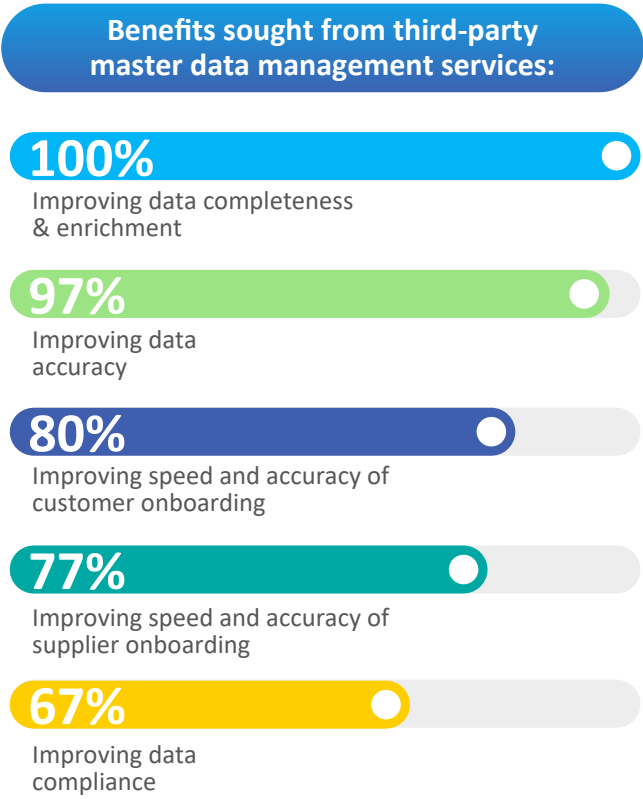 Benefits sought from third-party
master data management services:
100%
Improving data completeness
& enrichment
97%
Improving data
accuracy
80%
Improving speed and accuracy of
customer onboarding
77%
Improving speed and accuracy of
supplier onboarding
67%
Improving data
compliance